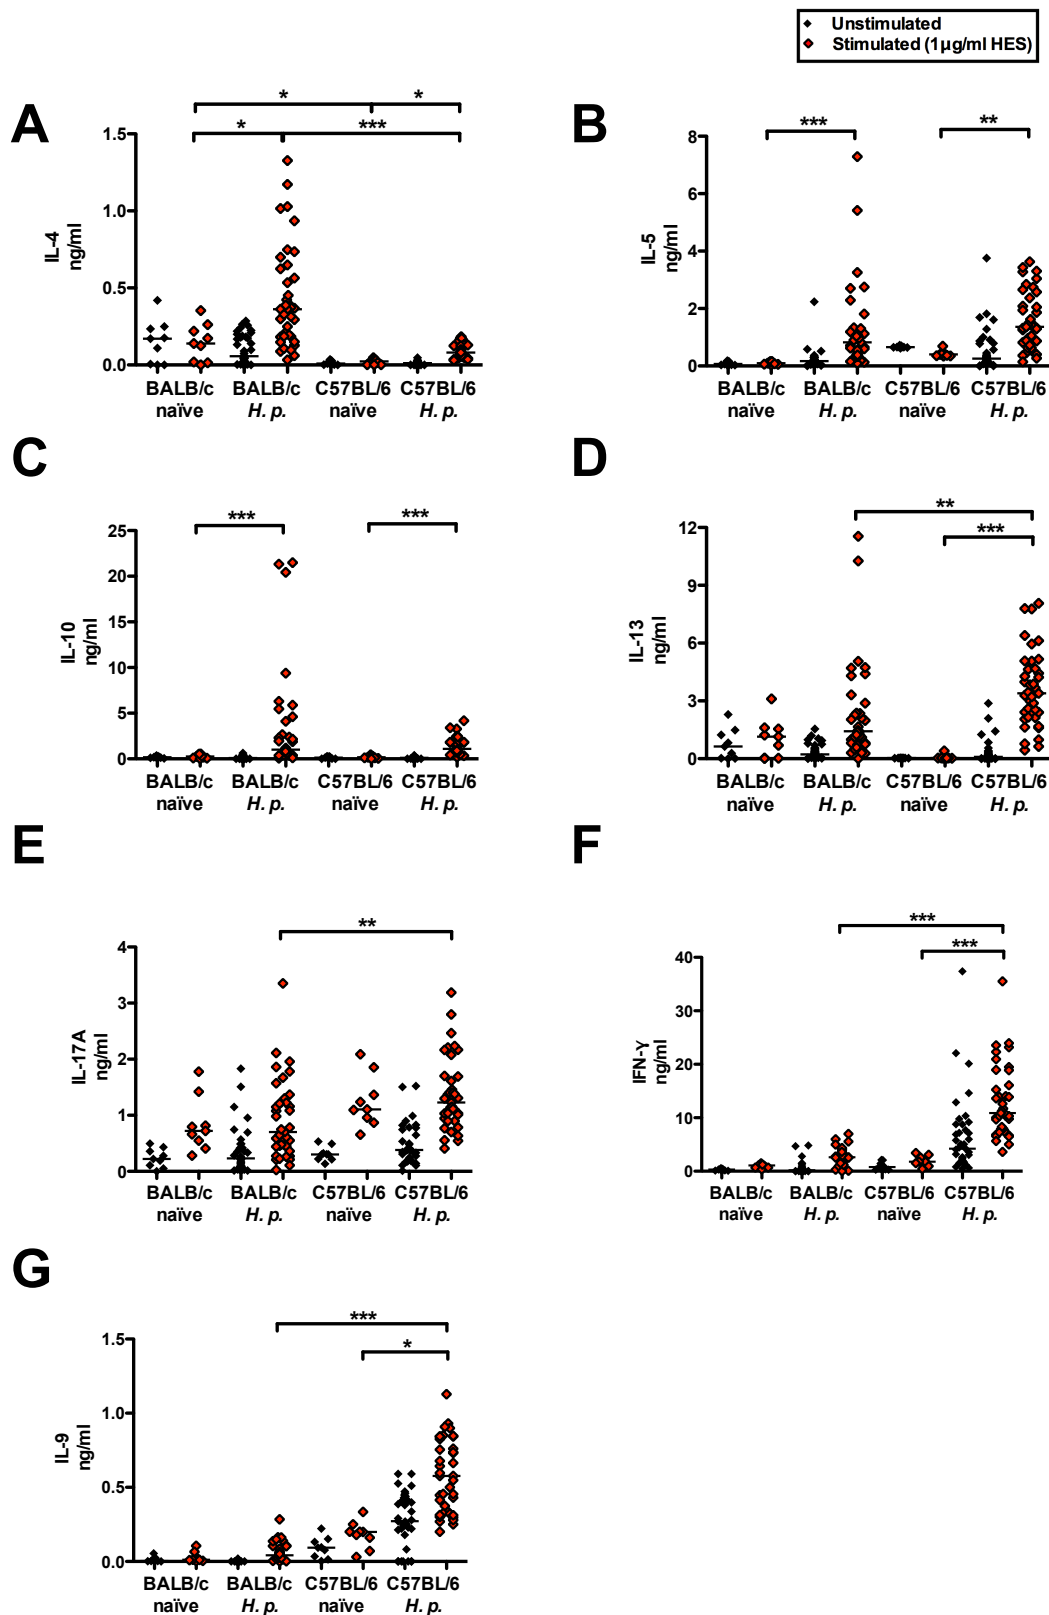 Unstimulated
Stimulated (1µg/ml HES)
A
* *
* ***
1.5
1.0
0.5
0.0
IL-4
ng/ml
BALB/c BALB/c C57BL/6 C57BL/6
naïve H. p. naïve H. p.
B
*** **
8
6
4
2
0
IL-5
ng/ml
BALB/c BALB/c C57BL/6 C57BL/6
naïve H. p. naïve H. p.
C
*** ***
25
20
15
10
5
0
IL-10
ng/ml
BALB/c BALB/c C57BL/6 C57BL/6
naïve H. p. naïve H. p.
D
**
***
12
9
6
3
0
IL-13
ng/ml
BALB/c BALB/c C57BL/6 C57BL/6
naïve H. p. naïve H. p.
E
**
4
3
2
1
0
IL-17A
ng/ml
BALB/c BALB/c C57BL/6 C57BL/6
naïve H. p. naïve H. p.
F
***
***
40
30
20
10
0
IFN-γ
ng/ml
BALB/c BALB/c C57BL/6 C57BL/6
naïve H. p. naïve H. p.
G
***
*
1.5
1.0
0.5
0.0
IL-9
ng/ml
BALB/c BALB/c C57BL/6 C57BL/6
naïve H. p. naïve H. p.